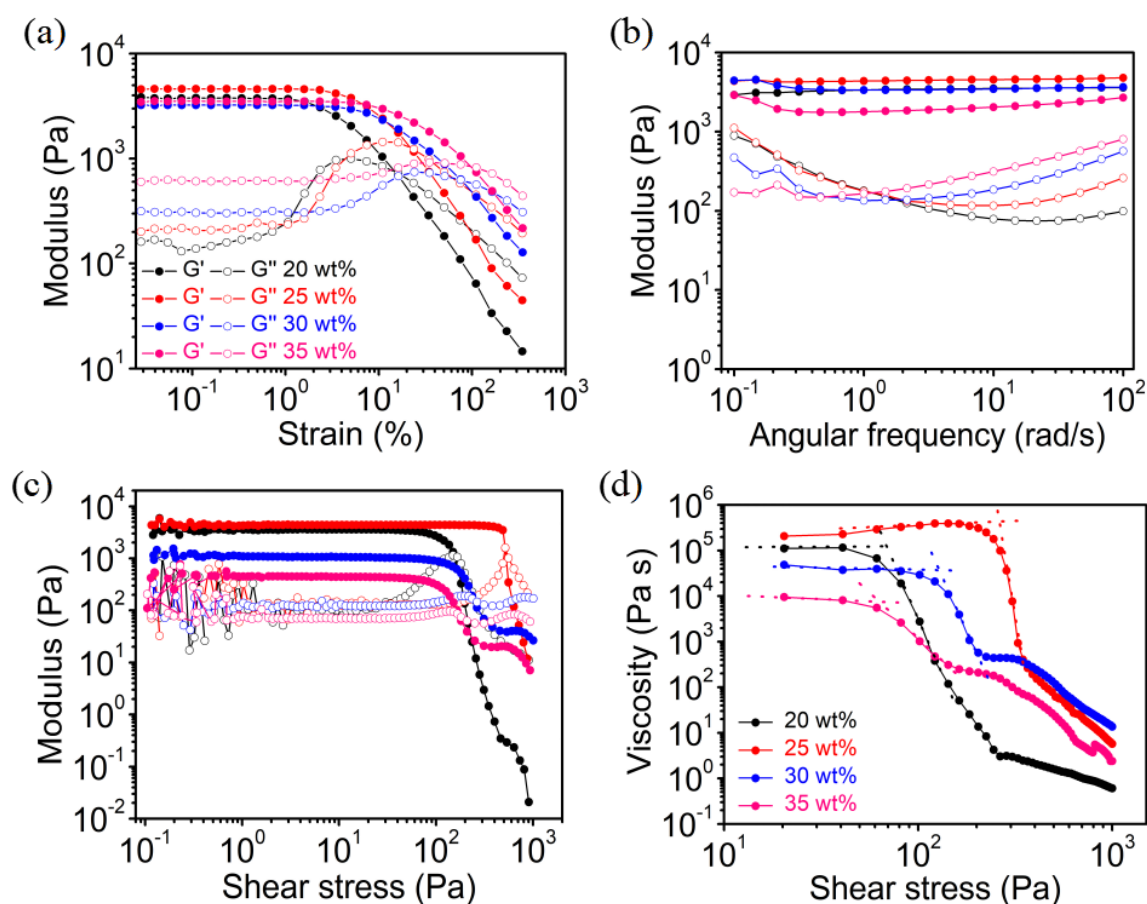 (a)
Modulus (Pa)
10^4
10^3
10^2
10^1
G' G'' 20 wt%
G' G'' 25 wt%
G' G'' 30 wt%
G' G'' 35 wt%
10^-1 10^0 10^1 10^2 10^3
Strain (%)
(b)
Modulus (Pa)
10^4
10^3
10^2
10^1
10^0
10^-1 10^0 10^1 10^2
Angular frequency (rad/s)
(c)
Modulus (Pa)
10^4
10^3
10^2
10^1
10^0
10^-1
10^-2
10^-1 10^0 10^1 10^2 10^3
Shear stress (Pa)
(d)
Viscosity (Pa s)
10^6
10^5
10^4
10^3
10^2
10^1
10^0
10^-1
20 wt%
25 wt%
30 wt%
35 wt%
10^1 10^2 10^3
Shear stress (Pa)